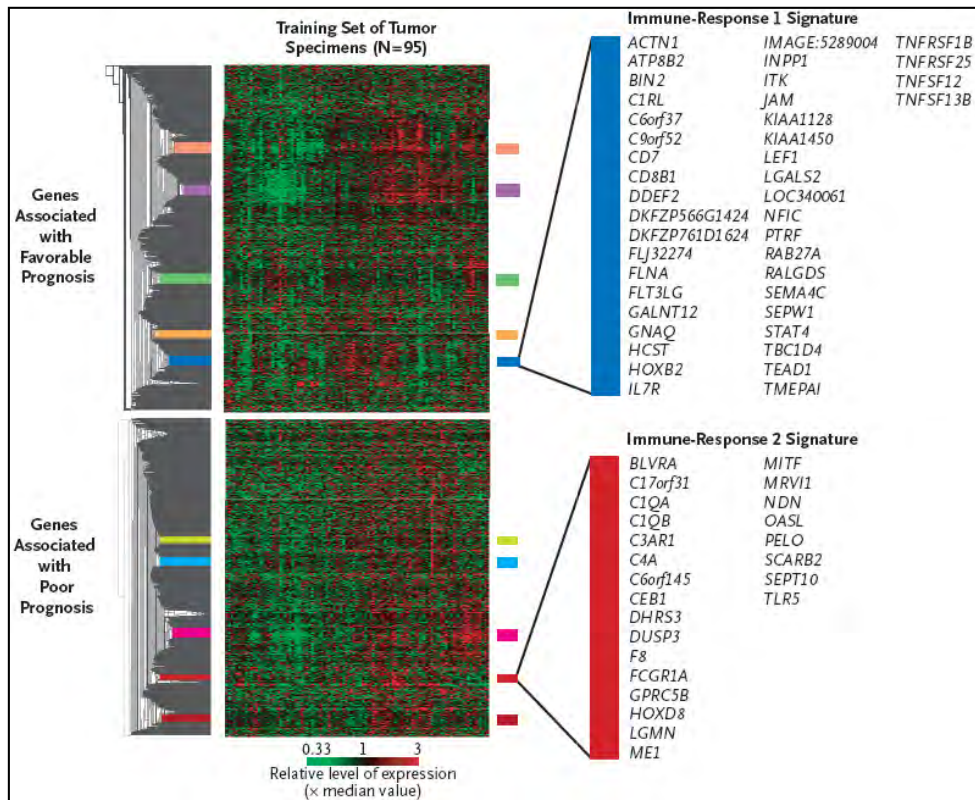 Training Set of Tumor
Specimens (N=95)
Genes
Associated
with
Favorable
Prognosis
Genes
Associated
with
Poor
Prognosis
0.33 1 3
Relative level of expression
(× median value)
Immune-Response 1 Signature
ACTN1 IMAGE:5289004 TNFRSF1B
ATP8B2 INPP1 TNFRSF25
BIN2 ITK TNFSF12
C1RL JAM TNFSF13B
C6orf37 KIAA1128
C9orf52 KIAA1450
CD7 LEF1
CD8B1 LGALS2
DDEF2 LOC340061
DKFZP566G1424 NFIC
DKFZP761D1624 PTRF
FLJ32274 RAB27A
FLNA RALGDS
FLT3LG SEMA4C
GALNT12 SEPW1
GNAQ STAT4
HCST TBC1D4
HOXB2 TEAD1
IL7R TMEPAI
Immune-Response 2 Signature
BLVRA MITF
C17orf31 MRVI1
C1QA NDN
C1QB OASL
C3AR1 PELO
C4A SCARB2
C6orf145 SEPT10
CEB1 TLR5
DHRS3
DUSP3
F8
FCGR1A
GPRC5B
HOXD8
LGMN
ME1